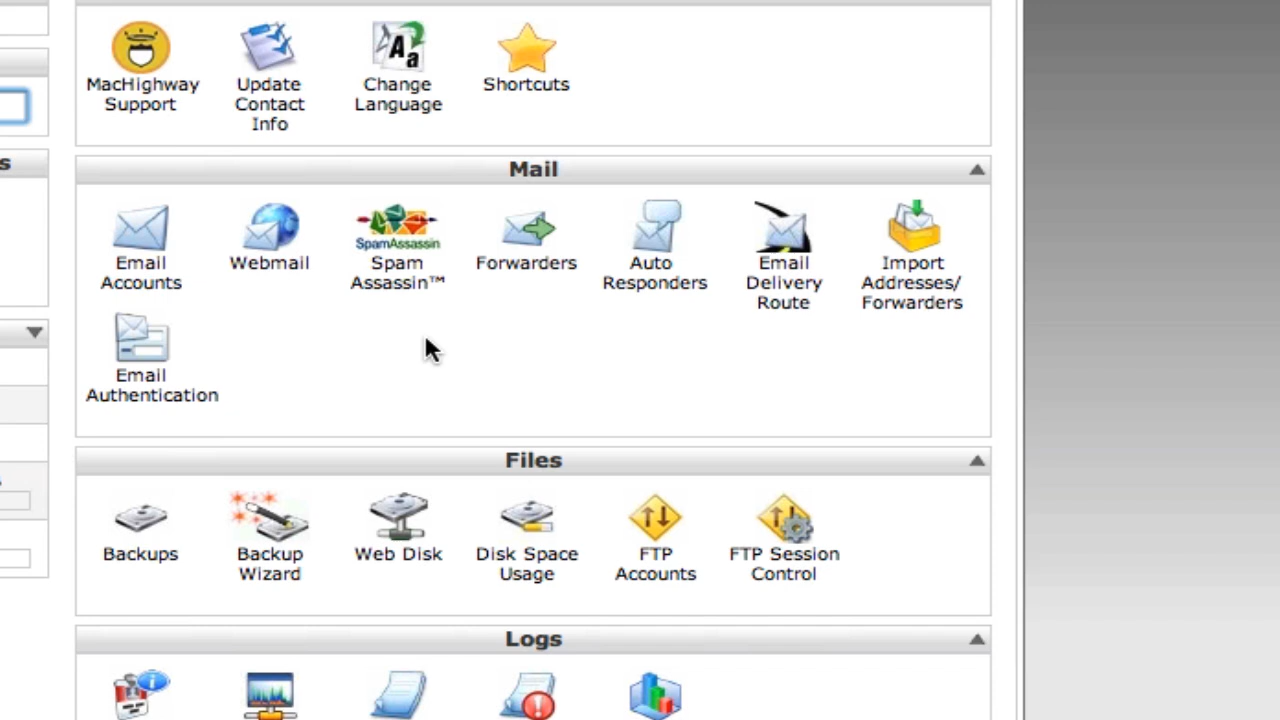 MacHighway Support
Update Contact Info
Change Language
Shortcuts
Mail
Email Accounts
Webmail
SpamAssassin
Spam Assassin™
Forwarders
Auto Responders
Email Delivery Route
Import Addresses/ Forwarders
Email Authentication
Files
Backups
Backup Wizard
Web Disk
Disk Space Usage
FTP Accounts
FTP Session Control
Logs